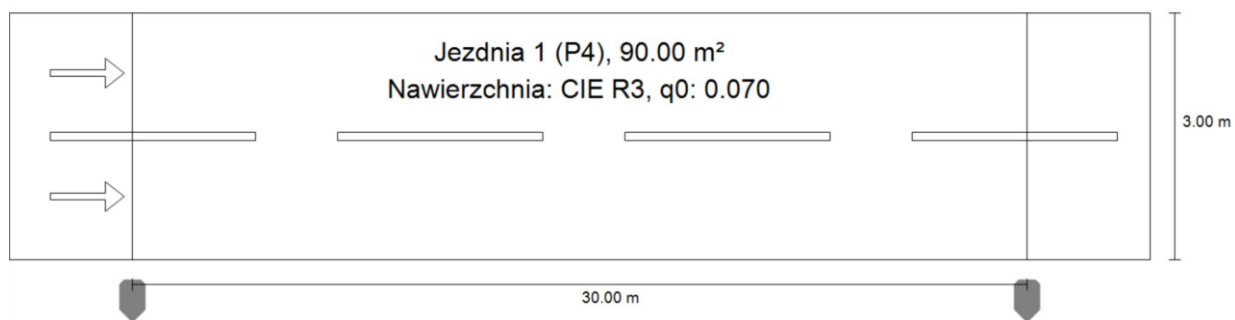 Jezdnia 1 (P4), 90.00 m²
Nawierzchnia: CIE R3, q0: 0.070
3.00 m
30.00 m